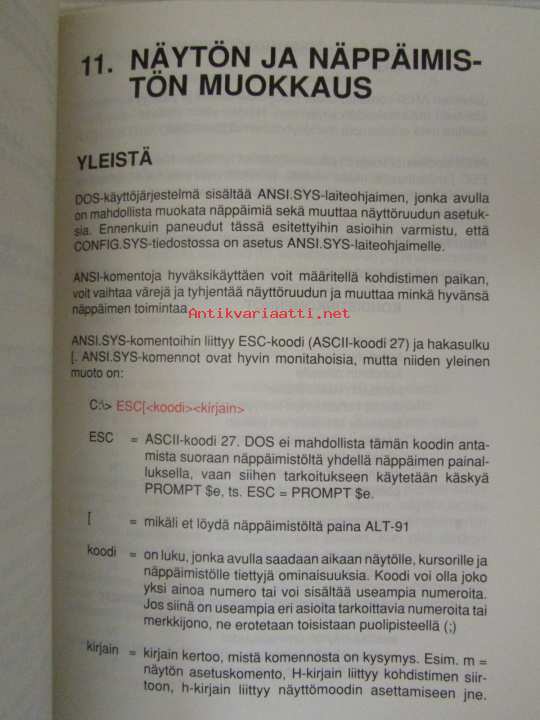 11. NÄYTÖN JA NÄPPÄIMIS-
TÖN MUOKKAUS
YLEISTÄ
DOS-käyttöjärjestelmä sisältää ANSI.SYS-laiteohjaimen, jonka avulla
on mahdollista muokata näppäimiä sekä muuttaa näyttöruudun asetuk-
sia. Ennenkuin paneudut tässä esitettyihin asioihin varmistu, että
CONFIG.SYS-tiedostossa on asetus ANSI.SYS-laiteohjaimelle.
ANSI-komentoja hyväksikäyttäen voit määritellä kohdistimen paikan,
voit vaihtaa värejä ja tyhjentää näyttöruudun ja muuttaa minkä hyvänsä
näppäimen toimintaa.
Antikvariaatti.net
ANSI.SYS-komentoihin liittyy ESC-koodi (ASCII-koodi 27) ja hakasulku
[. ANSI.SYS-komennot ovat hyvin monitahoisia, mutta niiden yleinen
muoto on:
C:\> ESC[<koodi><kirjain>
ESC = ASCII-koodi 27. DOS ei mahdollista tämän koodin anta-
mista suoraan näppäimistöltä yhdellä näppäimen painal-
luksella, vaan siihen tarkoitukseen käytetään käskyä
PROMPT $e, ts. ESC = PROMPT $e.
[ = mikäli et löydä näppäimistöltä paina ALT-91
koodi = on luku, jonka avulla saadaan aikaan näytölle, kursorille ja
näppäimistölle tiettyjä ominaisuuksia. Koodi voi olla joko
yksi ainoa numero tai voi sisältää useampia numeroita.
Jos siinä on useampia eri asioita tarkoittavia numeroita tai
merkkijono, ne erotetaan toisistaan puolipisteellä (;)
kirjain = kirjain kertoo, mistä komennosta on kysymys. Esim. m =
näytön asetuskomento, H-kirjain liittyy kohdistimen siir-
toon, h-kirjain liittyy näyttömoodin asettamiseen jne.